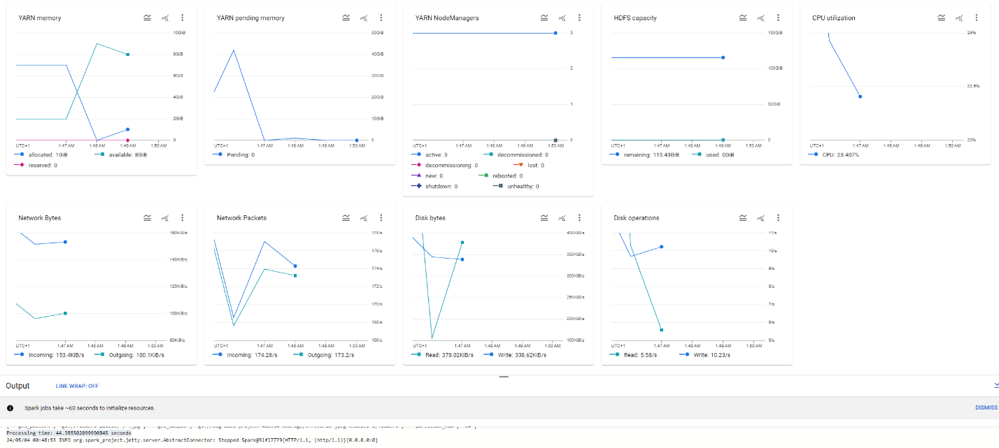 YARN memory
10GiB
8GiB
6GiB
4GiB
2GiB
0
UTC+1 1:47 AM 1:48 AM 1:49 AM 1:50 AM
allocated: 1GiB available: 8GiB
reserved: 0
YARN pending memory
50GiB
40GiB
30GiB
20GiB
10GiB
0
UTC+1 1:47 AM 1:48 AM 1:49 AM 1:50 AM
Pending: 0
YARN NodeManagers
3
2
1
0
UTC+1 1:47 AM 1:48 AM 1:49 AM 1:50 AM
active: 3 decommissioned: 0
decommissioning: 0 lost: 0
new: 0 rebooted: 0
shutdown: 0 unhealthy: 0
HDFS capacity
150GiB
100GiB
50GiB
0
UTC+1 1:47 AM 1:48 AM 1:49 AM 1:50 AM
remaining: 115.43GiB used: 0GiB
CPU utilization
24%
23.5%
23%
UTC+1 1:47 AM 1:48 AM 1:49 AM 1:50 AM
CPU: 23.407%
Network Bytes
160KiB/s
140KiB/s
120KiB/s
100KiB/s
80KiB/s
UTC+1 1:47 AM 1:48 AM 1:49 AM 1:50 AM
Incoming: 153.4KiB/s Outgoing: 100.1KiB/s
Network Packets
178/s
176/s
174/s
172/s
170/s
168/s
166/s
UTC+1 1:47 AM 1:48 AM 1:49 AM 1:50 AM
Incoming: 174.28/s Outgoing: 173.2/s
Disk bytes
400KiB/s
350KiB/s
300KiB/s
250KiB/s
200KiB/s
150KiB/s
UTC+1 1:47 AM 1:48 AM 1:49 AM 1:50 AM
Read: 378.02KiB/s Write: 338.62KiB/s
Disk operations
11/s
10/s
9/s
8/s
7/s
6/s
5/s
UTC+1 1:47 AM 1:48 AM 1:49 AM 1:50 AM
Read: 5.58/s Write: 10.23/s
Output LINE WRAP: OFF
Spark jobs take ~60 seconds to initialize resources. DISMISS
Processing time: 44.385502099990845 seconds
24/05/04 00:48:53 INFO org.spark_project.jetty.server.AbstractConnector: Stopped Spark@51f17779{HTTP/1.1, (http/1.1)}{0.0.0.0:0}